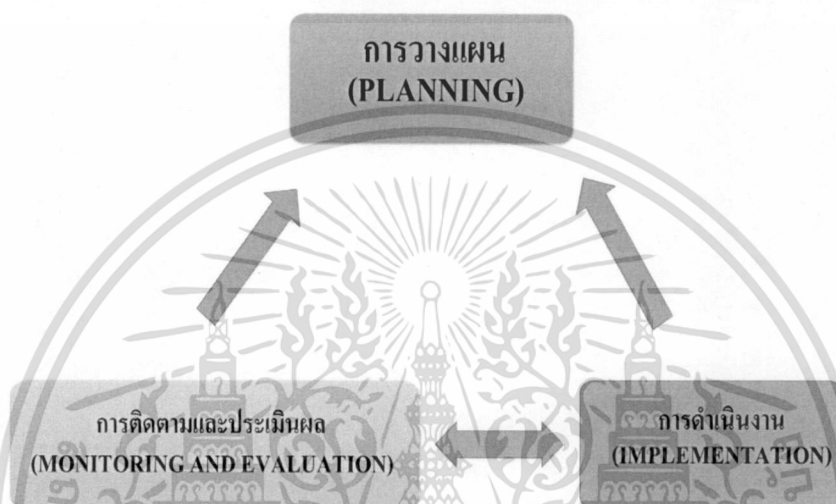 การวางแผน
(PLANNING)
การติดตามและประเมินผล
(MONITORING AND EVALUATION)
การดำเนินงาน
(IMPLEMENTATION)